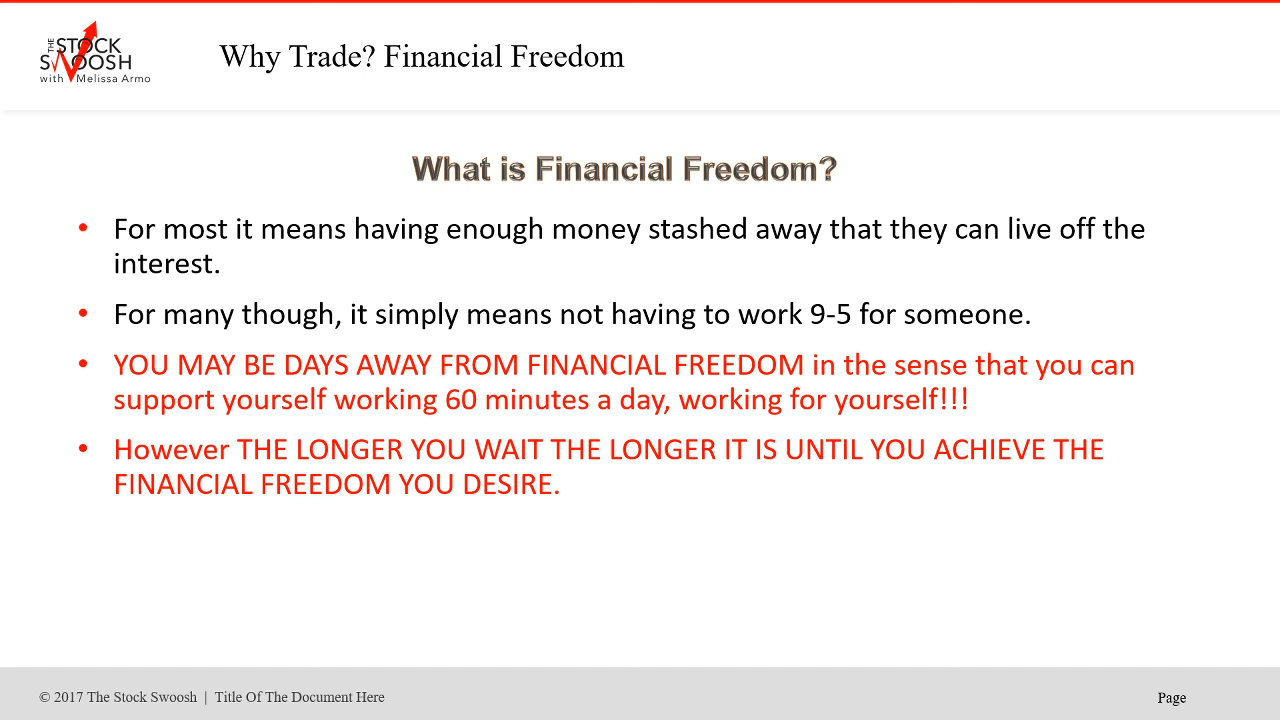 THE
STOCK
SWOOSH
with Melissa Armo
Why Trade? Financial Freedom
What is Financial Freedom?
• For most it means having enough money stashed away that they can live off the
interest.
• For many though, it simply means not having to work 9-5 for someone.
• YOU MAY BE DAYS AWAY FROM FINANCIAL FREEDOM in the sense that you can
support yourself working 60 minutes a day, working for yourself!!!
• However THE LONGER YOU WAIT THE LONGER IT IS UNTIL YOU ACHIEVE THE
FINANCIAL FREEDOM YOU DESIRE.
© 2017 The Stock Swoosh | Title Of The Document Here
Page